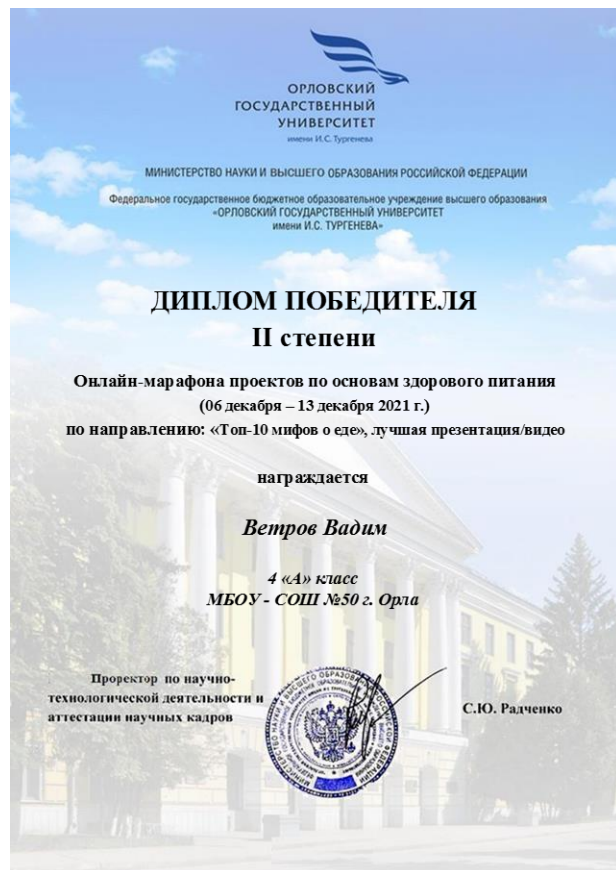 ОРЛОВСКИЙ
ГОСУДАРСТВЕННЫЙ
УНИВЕРСИТЕТ
имени И.С. Тургенева
МИНИСТЕРСТВО НАУКИ И ВЫСШЕГО ОБРАЗОВАНИЯ РОССИЙСКОЙ ФЕДЕРАЦИИ
Федеральное государственное бюджетное образовательное учреждение высшего образования
«ОРЛОВСКИЙ ГОСУДАРСТВЕННЫЙ УНИВЕРСИТЕТ
имени И.С. ТУРГЕНЕВА»
ДИПЛОМ ПОБЕДИТЕЛЯ
II степени
Онлайн-марафона проектов по основам здорового питания
(06 декабря – 13 декабря 2021 г.)
по направлению: «Топ-10 мифов о еде», лучшая презентация/видео
награждается
Ветров Вадим
4 «А» класс
МБОУ - СОШ №50 г. Орла
Проректор по научно-
технологической деятельности и
аттестации научных кадров
С.Ю. Радченко